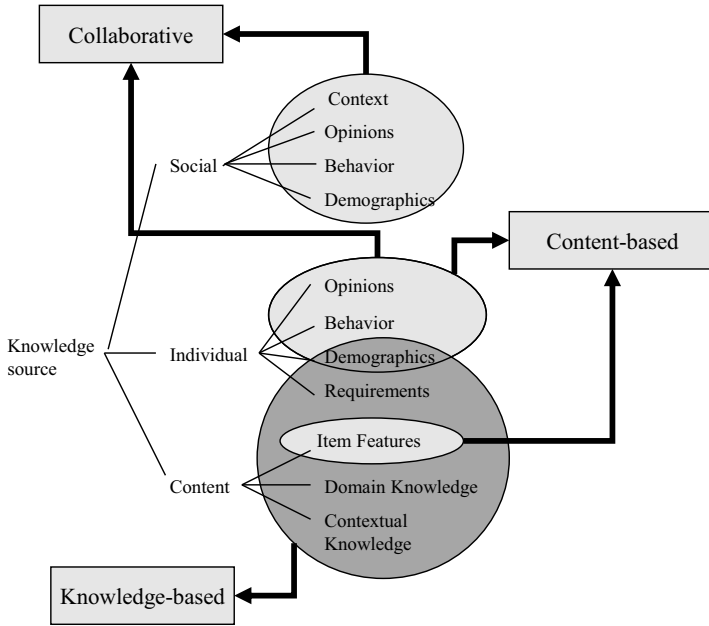 Collaborative
Context
Opinions
Behavior
Demographics
Social
Content-based
Opinions
Behavior
Demographics
Requirements
Knowledge
source
Individual
Item Features
Domain Knowledge
Contextual
Knowledge
Content
Knowledge-based